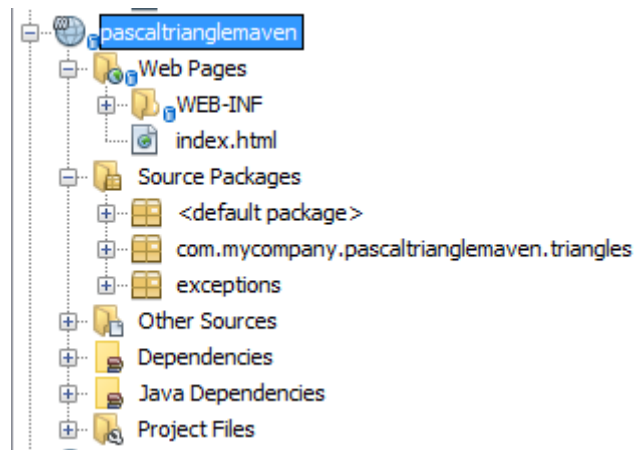 pascaltrianglemaven
Web Pages
WEB-INF
index.html
Source Packages
<default package>
com.mycompany.pascaltrianglemaven.triangles
exceptions
Other Sources
Dependencies
Java Dependencies
Project Files